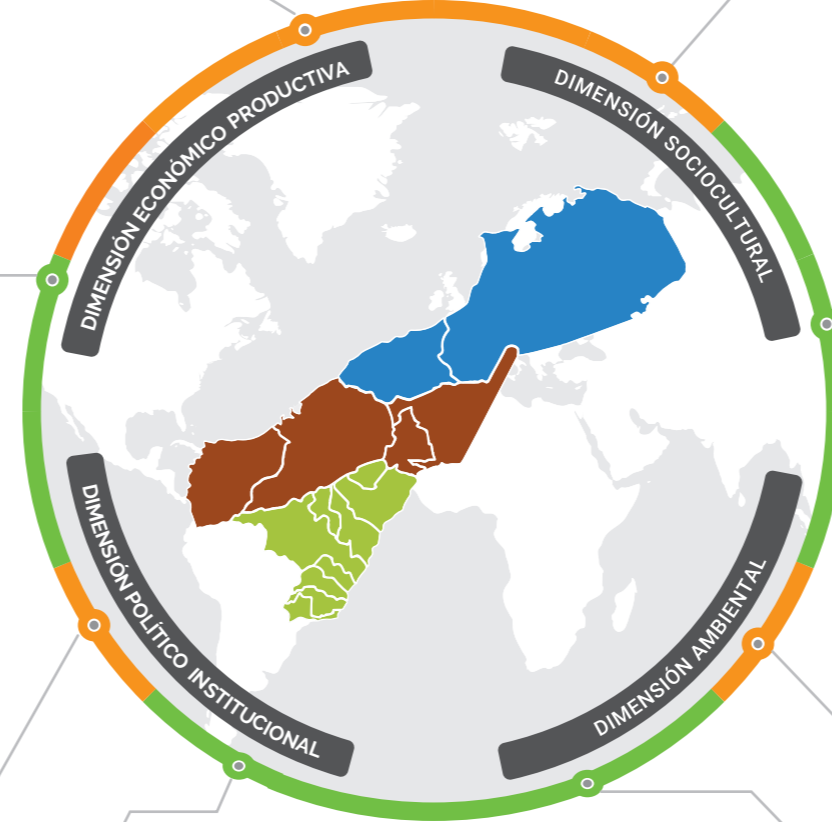 DIMENSIÓN ECONÓMICO PRODUCTIVA
DIMENSIÓN SOCIOCULTURAL
DIMENSIÓN POLÍTICO INSTITUCIONAL
DIMENSIÓN AMBIENTAL